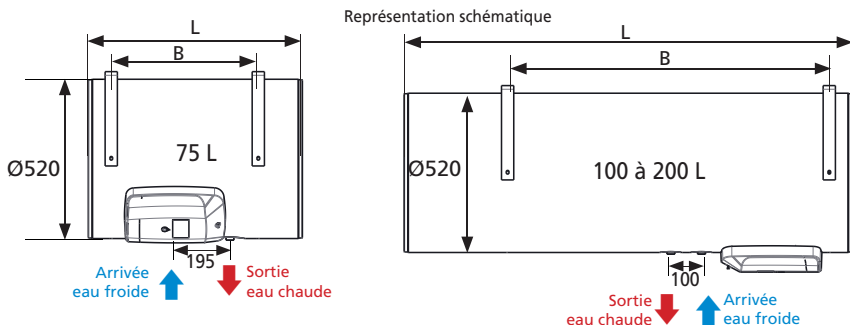 Représentation schématique
L
B
75 L
Ø520
195
Arrivée
eau froide
Sortie
eau chaude
L
B
Ø520
100 à 200 L
100
Sortie
eau chaude
Arrivée
eau froide